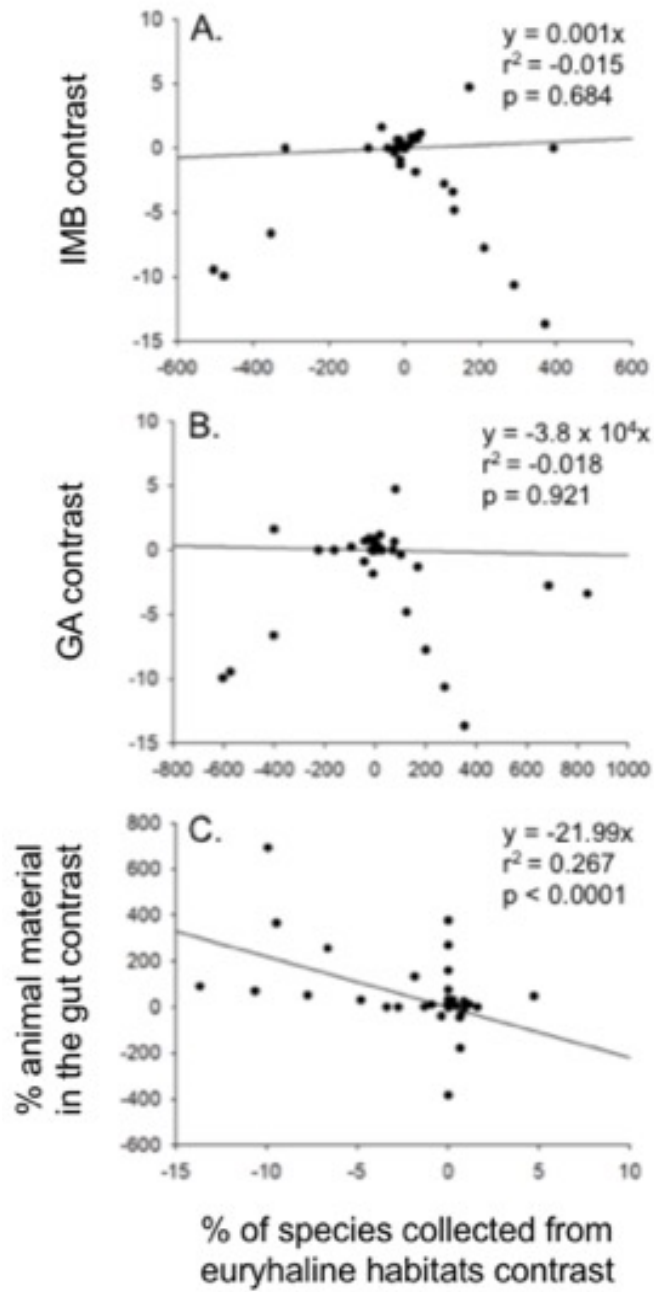 A.
y = 0.001x
r² = -0.015
p = 0.684
IMB contrast
10
5
0
-5
-10
-15
-600 -400 -200 0 200 400 600
B.
y = -3.8 x 10⁴x
r² = -0.018
p = 0.921
GA contrast
10
5
0
-5
-10
-15
-800 -600 -400 -200 0 200 400 600 800 1000
C.
y = -21.99x
r² = 0.267
p < 0.0001
% animal material
in the gut contrast
800
600
400
200
0
-200
-400
-600
-15 -10 -5 0 5 10
% of species collected from
euryhaline habitats contrast